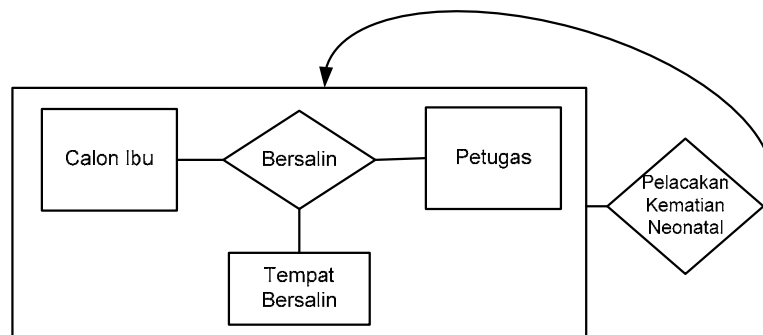 Calon Ibu
Bersalin
Petugas
Pelacakan
Kematian
Neonatal
Tempat
Bersalin